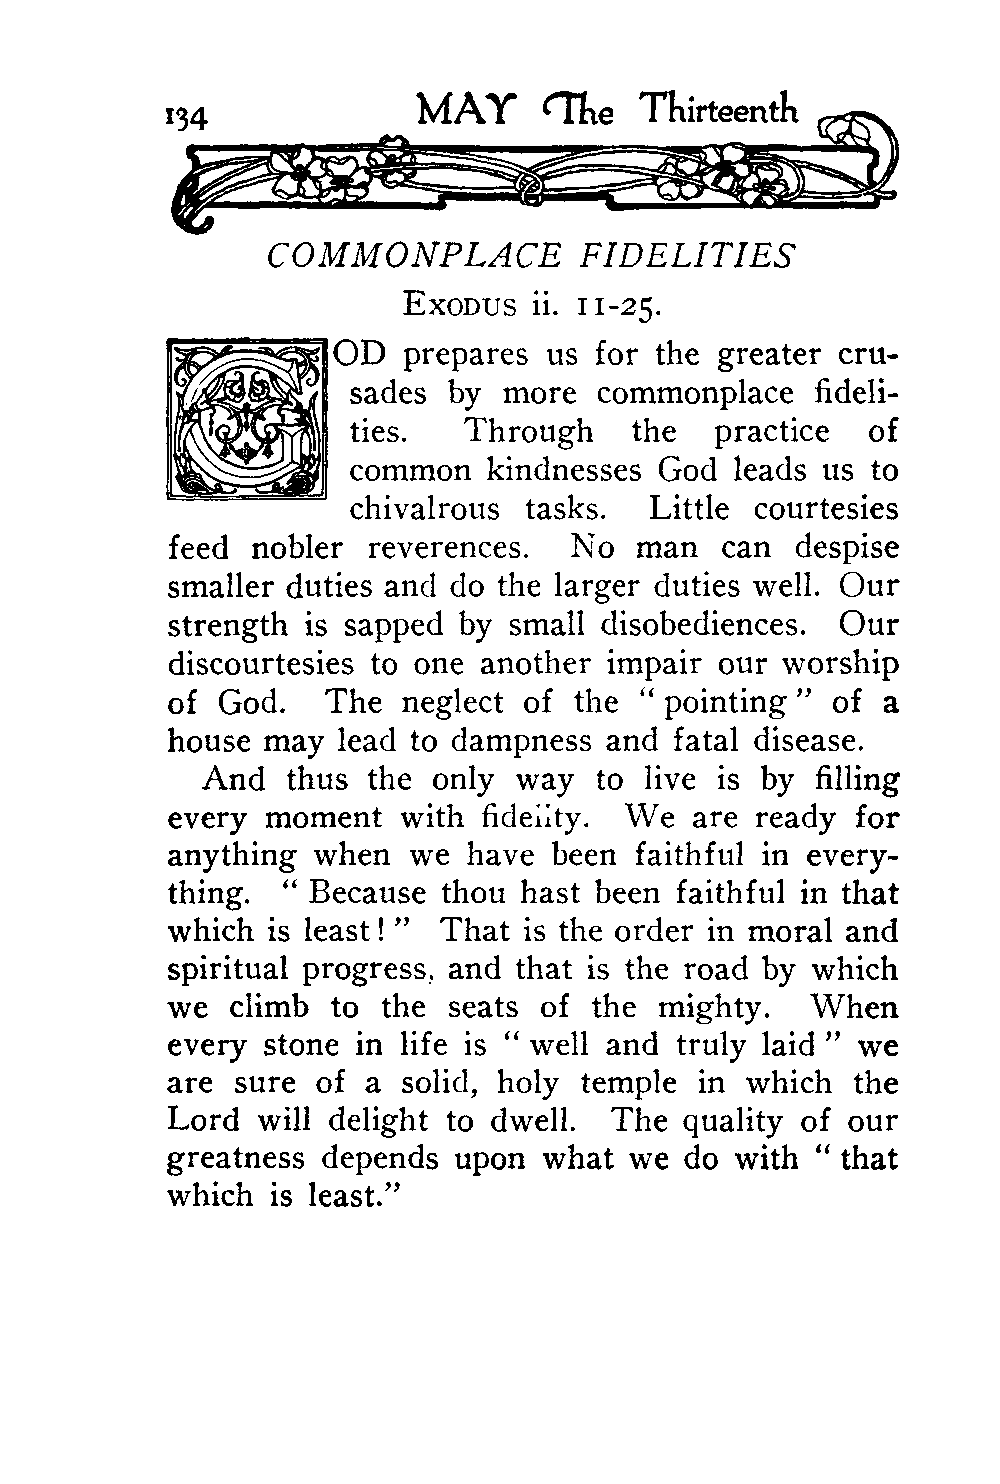 134 MAY The Thirteenth
COMMONPLACE FIDELITIES
Exodus ii. 11-25.
GOD prepares us for the greater cru-
sades by more commonplace fideli-
ties. Through the practice of
common kindnesses God leads us to
chivalrous tasks. Little courtesies
feed nobler reverences. No man can despise
smaller duties and do the larger duties well. Our
strength is sapped by small disobediences. Our
discourtesies to one another impair our worship
of God. The neglect of the “ pointing ” of a
house may lead to dampness and fatal disease.
And thus the only way to live is by filling
every moment with fidelity. We are ready for
anything when we have been faithful in every-
thing. “ Because thou hast been faithful in that
which is least! ” That is the order in moral and
spiritual progress, and that is the road by which
we climb to the seats of the mighty. When
every stone in life is “ well and truly laid ” we
are sure of a solid, holy temple in which the
Lord will delight to dwell. The quality of our
greatness depends upon what we do with “ that
which is least.”